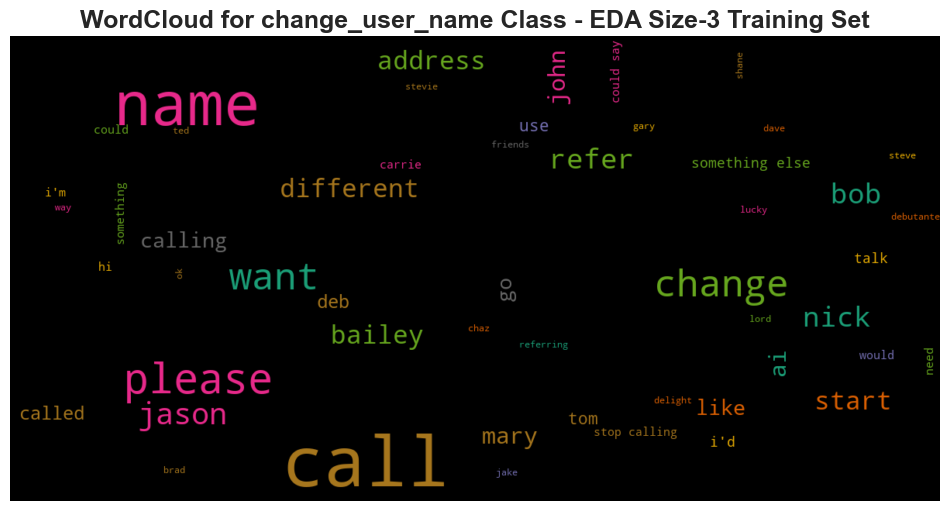 WordCloud for change_user_name Class - EDA Size-3 Training Set
address
stevie
john
could say
shane
name
could
ted
use
gary
dave
friends
refer
carrie
something else
steve
i'm
way
something
different
bob
lucky
debutante
calling
hi
ok
want
deb
go
change
talk
bailey
chaz
referring
lord
nick
would
need
ai
please
jason
called
delight
like
start
tom
mary
stop calling
i'd
call
brad
jake